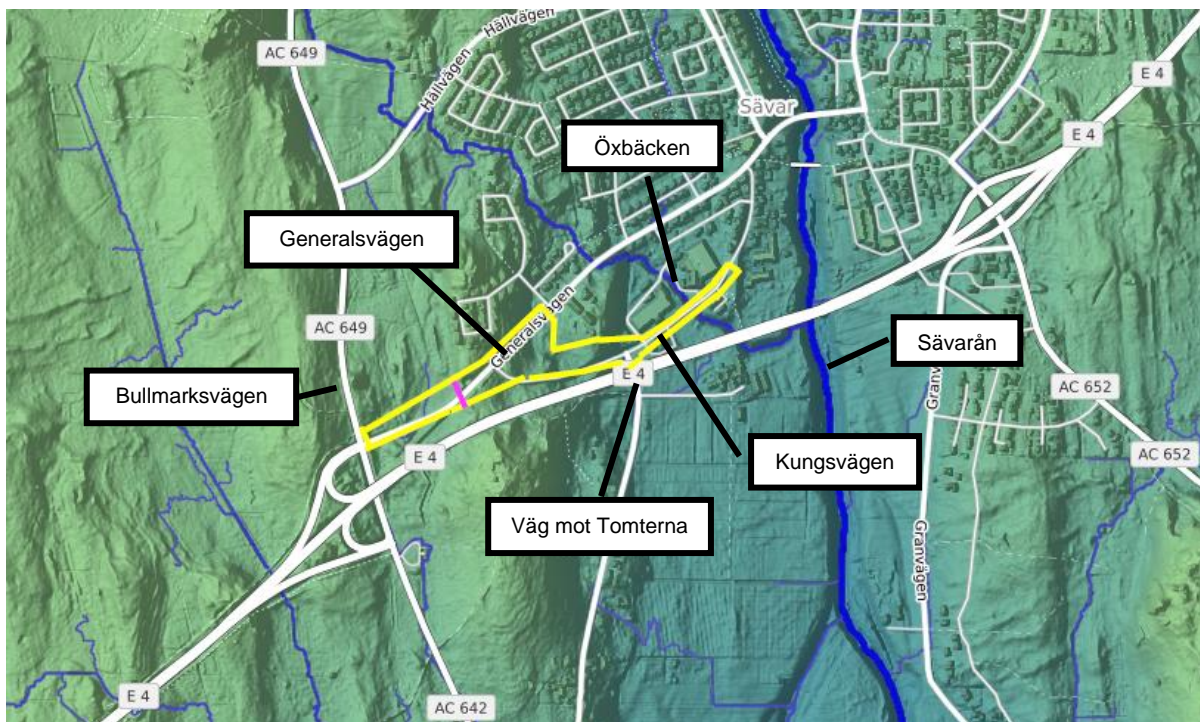 Hällvägen
AC 649
Hällvägen
E 4
Sävar
E 4
Öxbäcken
Generalsvägen
Generalsvägen
AC 649
Sävarån
E 4
Bullmarksvägen
AC 652
Granvägen
E 4
Kungsvägen
AC 652
Väg mot Tomterna
Granvägen
E 4
AC 642